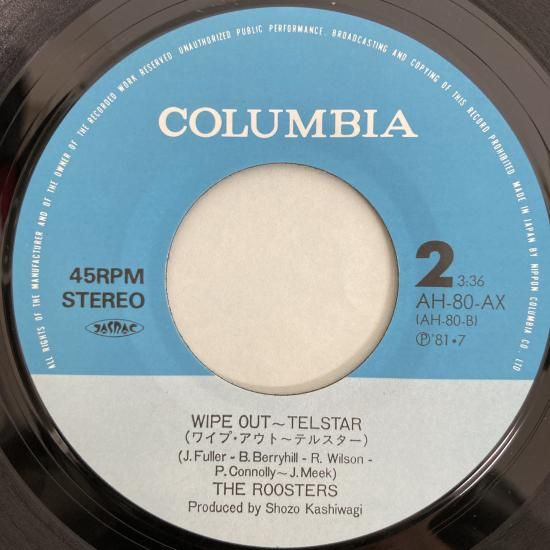 ALL RIGHTS OF THE MANUFACTURER AND OF THE OWNER OF THE RECORDED WORK RESERVED. UNAUTHORIZED PUBLIC PERFORMANCE, BROADCASTING AND COPYING OF THIS RECORD PROHIBITED. MADE IN JAPAN BY NIPPON COLUMBIA CO., LTD
COLUMBIA
45RPM
STEREO
JASRAC
2 3:36
AH-80-AX
(AH-80-B)
Ⓟ'81•7
WIPE OUT~TELSTAR
(ワイプ・アウト~テルスター)
(J. Fuller - B. Berryhill - R. Wilson -
P. Connolly~J. Meek)
THE ROOSTERS
Produced by Shozo Kashiwagi